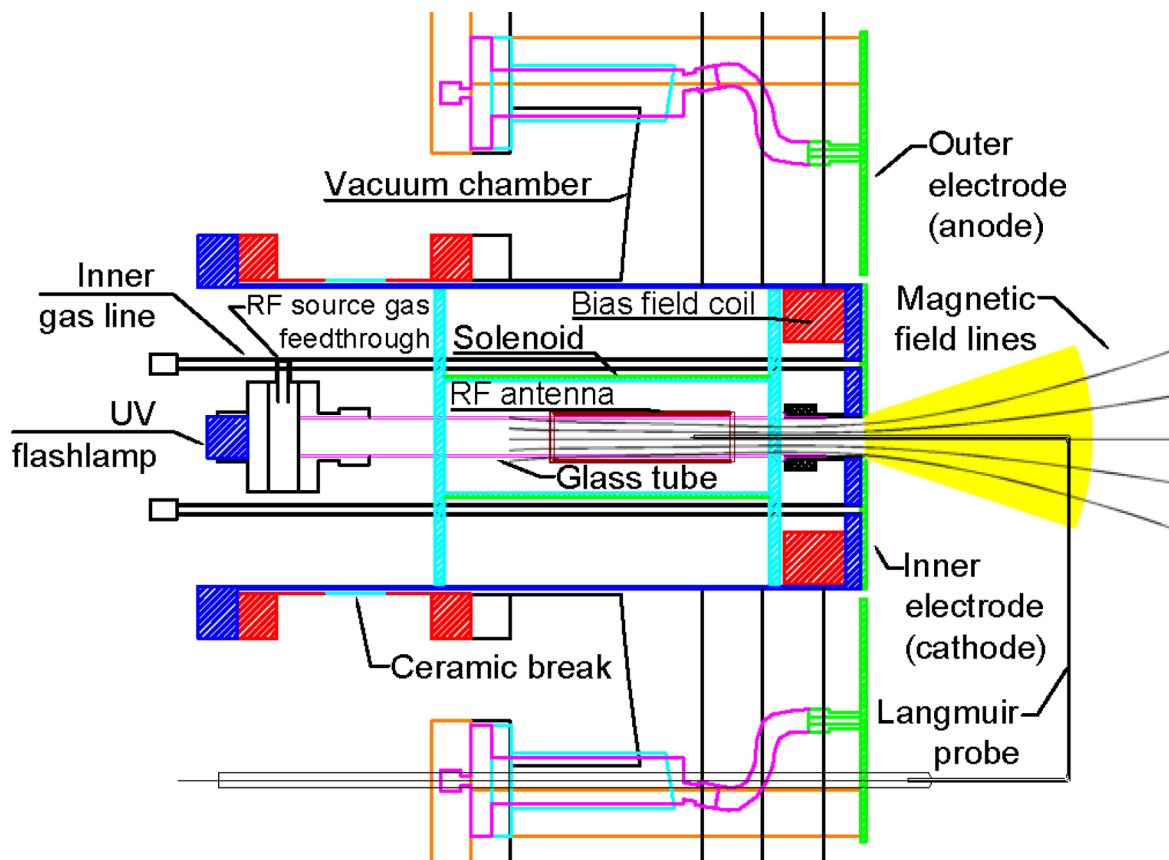 Outer
electrode
(anode)
Vacuum chamber
Inner
gas line
RF source gas
feedthrough
Bias field coil
Magnetic
field lines
Solenoid
RF antenna
UV
flashlamp
Glass tube
Inner
electrode
(cathode)
Ceramic break
Langmuir
probe